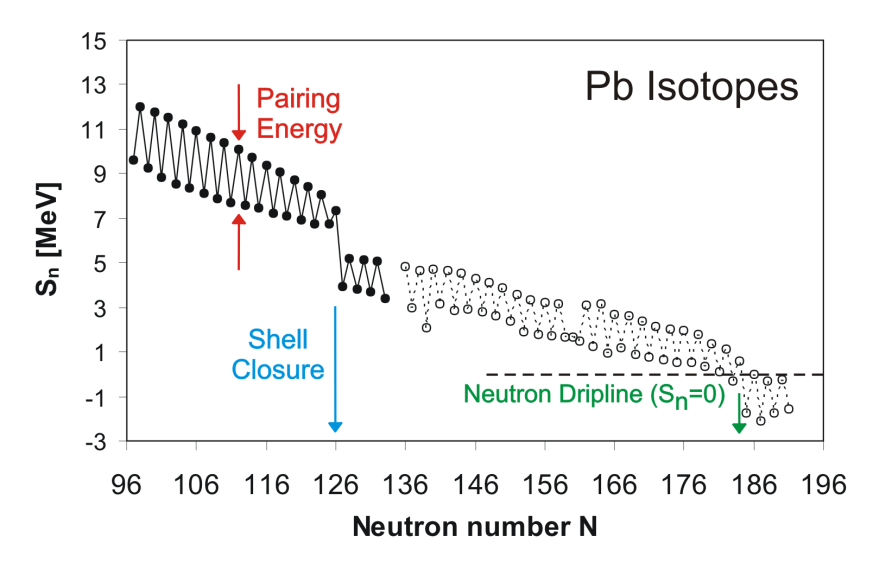 15
13
11
9
7
5
3
1
-1
-3
Sₙ [MeV]
Pb Isotopes
Pairing
Energy
Shell
Closure
Neutron Dripline (Sₙ=0)
96 106 116 126 136 146 156 166 176 186 196
Neutron number N